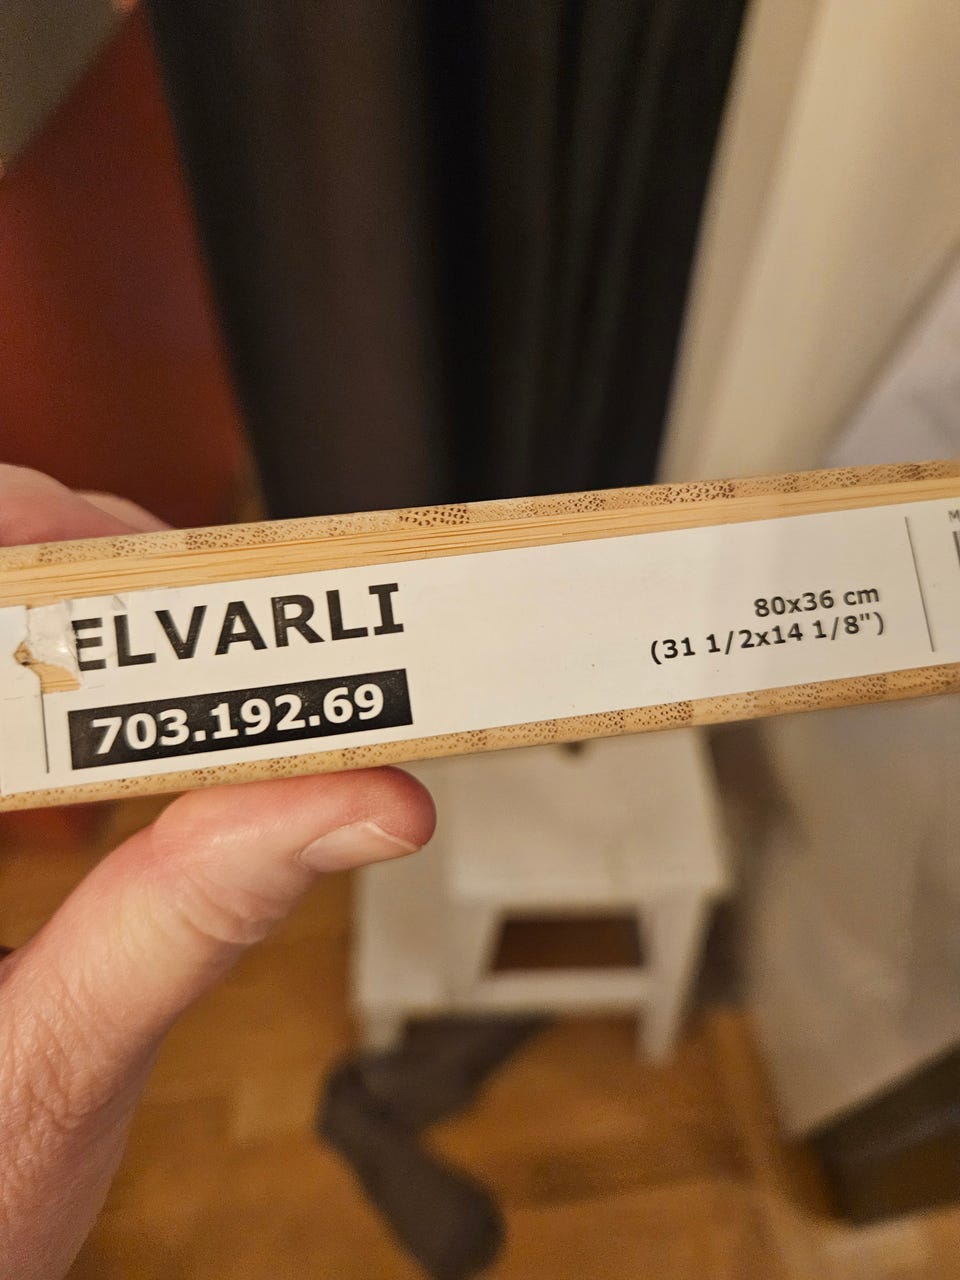 ELVARLI
703.192.69
80x36 cm
(31 1/2x14 1/8")